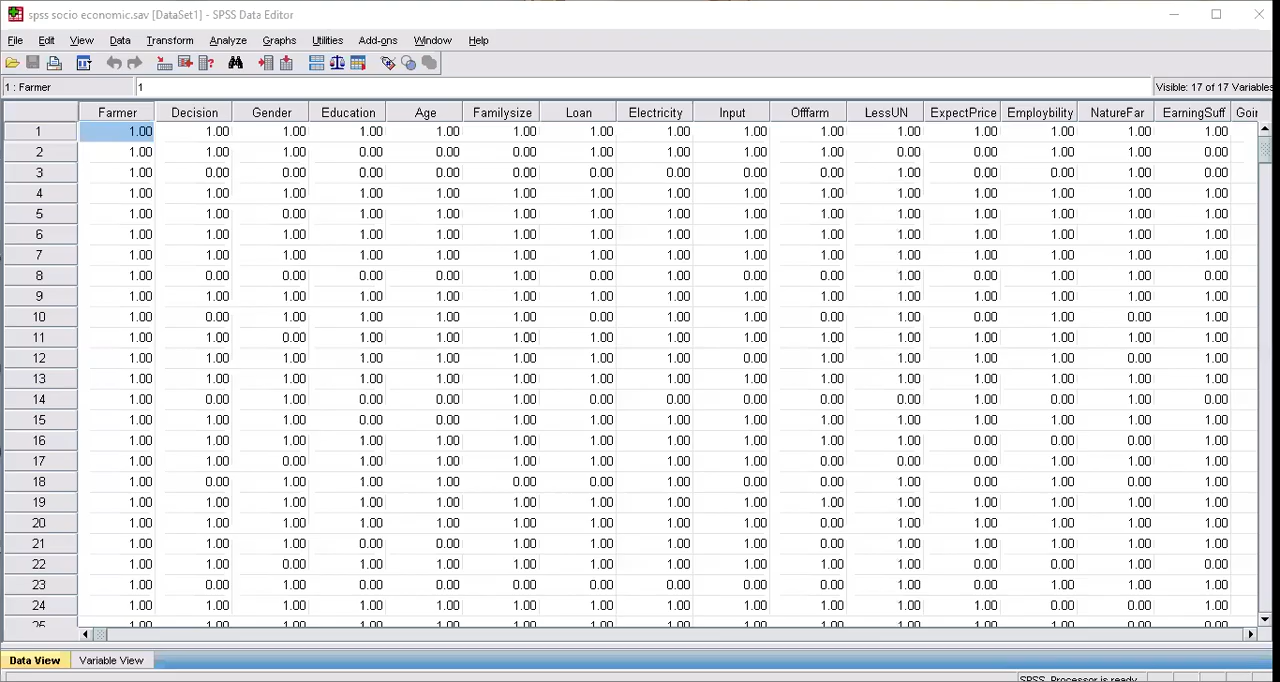 spss socio economic.sav [DataSet1] - SPSS Data Editor
File Edit View Data Transform Analyze Graphs Utilities Add-ons Window Help
1 : Farmer 1 Visible: 17 of 17 Variables
Farmer Decision Gender Education Age Familysize Loan Electricity Input Offfarm LessUN ExpectPrice Employbility NatureFar EarningSuff Goin
1 1.00 1.00 1.00 1.00 1.00 1.00 1.00 1.00 1.00 1.00 1.00 1.00 1.00 1.00 1.00
2 1.00 1.00 1.00 0.00 0.00 0.00 1.00 1.00 1.00 1.00 0.00 0.00 1.00 1.00 0.00
3 1.00 0.00 0.00 0.00 0.00 0.00 0.00 0.00 0.00 1.00 0.00 0.00 0.00 1.00 0.00
4 1.00 1.00 1.00 1.00 1.00 1.00 1.00 1.00 1.00 1.00 1.00 1.00 1.00 1.00 1.00
5 1.00 1.00 0.00 1.00 1.00 1.00 1.00 1.00 1.00 1.00 1.00 1.00 1.00 1.00 1.00
6 1.00 1.00 1.00 1.00 1.00 1.00 1.00 1.00 1.00 1.00 1.00 1.00 1.00 1.00 1.00
7 1.00 1.00 1.00 1.00 1.00 1.00 1.00 1.00 1.00 1.00 1.00 1.00 1.00 1.00 1.00
8 1.00 0.00 0.00 0.00 1.00 1.00 0.00 1.00 0.00 0.00 1.00 0.00 0.00 1.00 0.00
9 1.00 1.00 1.00 1.00 1.00 1.00 1.00 1.00 1.00 1.00 1.00 1.00 1.00 1.00 1.00
10 1.00 0.00 1.00 0.00 1.00 1.00 0.00 1.00 1.00 0.00 1.00 0.00 0.00 1.00 0.00
11 1.00 1.00 0.00 1.00 1.00 1.00 1.00 1.00 1.00 1.00 1.00 1.00 1.00 1.00 1.00
12 1.00 1.00 1.00 1.00 1.00 1.00 1.00 1.00 0.00 1.00 1.00 1.00 1.00 0.00 1.00
13 1.00 1.00 1.00 1.00 1.00 1.00 1.00 1.00 1.00 1.00 1.00 1.00 1.00 1.00 1.00
14 1.00 0.00 1.00 0.00 0.00 1.00 0.00 0.00 0.00 0.00 0.00 1.00 0.00 1.00 0.00
15 1.00 1.00 1.00 0.00 0.00 1.00 1.00 1.00 1.00 1.00 1.00 1.00 1.00 1.00 1.00
16 1.00 1.00 1.00 1.00 1.00 1.00 1.00 1.00 1.00 1.00 1.00 0.00 0.00 0.00 1.00
17 1.00 1.00 0.00 1.00 1.00 1.00 1.00 1.00 1.00 0.00 0.00 0.00 1.00 0.00 1.00
18 1.00 0.00 1.00 1.00 1.00 0.00 0.00 1.00 0.00 1.00 1.00 1.00 1.00 1.00 0.00
19 1.00 1.00 1.00 1.00 1.00 1.00 1.00 1.00 1.00 1.00 1.00 1.00 1.00 1.00 1.00
20 1.00 1.00 1.00 1.00 1.00 1.00 1.00 1.00 1.00 0.00 1.00 1.00 1.00 1.00 1.00
21 1.00 1.00 1.00 0.00 0.00 1.00 1.00 1.00 1.00 0.00 1.00 1.00 1.00 0.00 1.00
22 1.00 1.00 0.00 1.00 1.00 1.00 1.00 1.00 1.00 1.00 1.00 1.00 1.00 1.00 1.00
23 1.00 0.00 1.00 0.00 0.00 0.00 0.00 1.00 0.00 0.00 1.00 0.00 0.00 0.00 0.00
24 1.00 1.00 1.00 1.00 1.00 1.00 1.00 1.00 1.00 1.00 1.00 1.00 0.00 0.00 1.00
Data View Variable View
SPSS Processor is ready